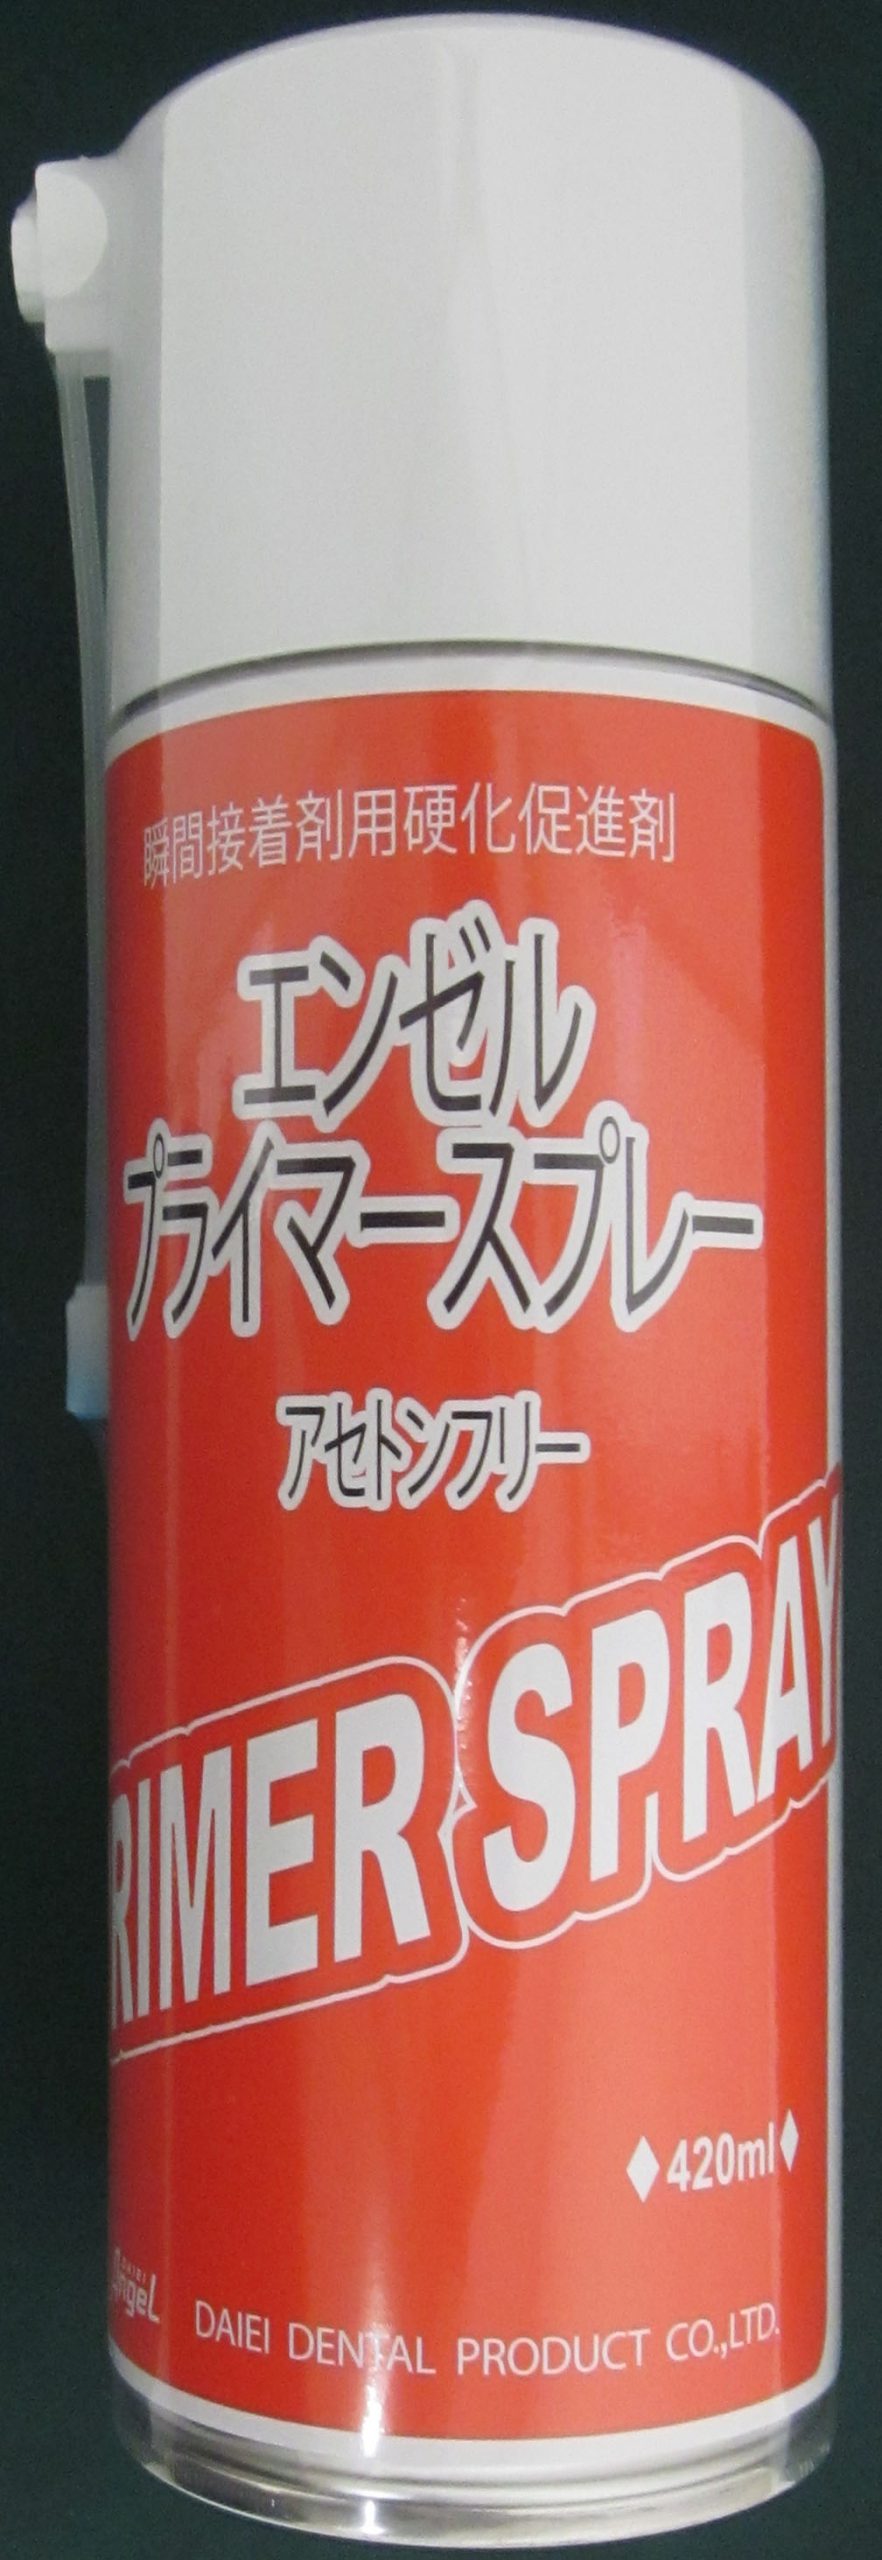 瞬間接着剤用硬化促進剤
エンゼル
プライマースプレー
アセトンフリー
RIMER SPRAY
◆420ml◆
DAIEI
Angel
DAIEI DENTAL PRODUCT CO.,LTD.